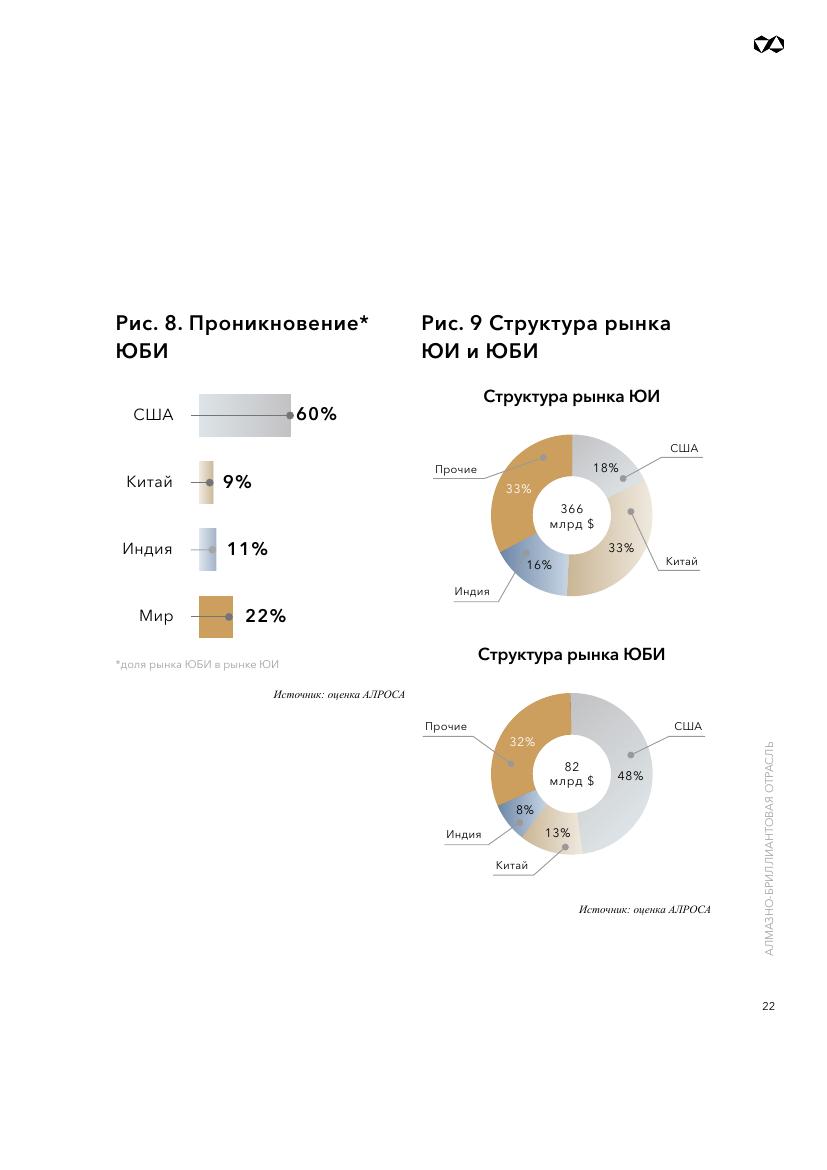 Рис. 8. Проникновение*
ЮБИ
США
60%
Китай
9%
Индия
11%
Мир
22%
*доля рынка ЮБИ в рынке ЮИ
Источник: оценка АЛРОСА
Рис. 9 Структура рынка
ЮИ и ЮБИ
Структура рынка ЮИ
США
Прочие
18%
33%
366
млрд $
33%
Китай
16%
Индия
Структура рынка ЮБИ
Прочие
США
32%
82
млрд $
48%
8%
Индия
13%
Китай
Источник: оценка АЛРОСА
АЛМАЗНО-БРИЛЛИАНТОВАЯ ОТРАСЛЬ
22